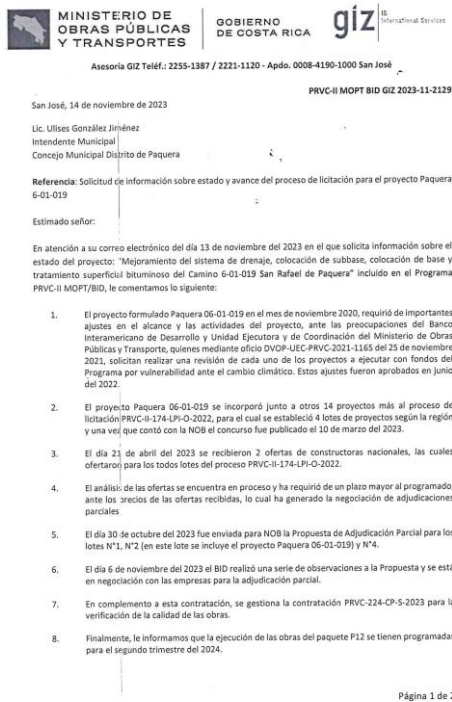 MINISTERIO DE
OBRAS PÚBLICAS
Y TRANSPORTES
GOBIERNO
DE COSTA RICA
giz
IS
International Services
Asesoría GIZ Teléf.: 2255-1387 / 2221-1120 - Apdo. 0008-4190-1000 San José
PRVC-II MOPT BID GIZ 2023-11-2129
San José, 14 de noviembre de 2023
Lic. Ulises González Jiménez
Intendente Municipal
Concejo Municipal Distrito de Paquera
Referencia: Solicitud de información sobre estado y avance del proceso de licitación para el proyecto Paquera
6-01-019
Estimado señor:
En atención a su correo electrónico del día 13 de noviembre del 2023 en el que solicita información sobre el
estado del proyecto: "Mejoramiento del sistema de drenaje, colocación de subbase, colocación de base y
tratamiento superficial bituminoso del Camino 6-01-019 San Rafael de Paquera" incluido en el Programa
PRVC-II MOPT/BID, le comentamos lo siguiente:
1. El proyecto formulado Paquera 6-01-019 en el mes de noviembre 2020, requirió de importantes
ajustes en el alcance y las actividades del proyecto, ante las preocupaciones del Banco
Interamericano de Desarrollo y Unidad Ejecutora y de Coordinación del Ministerio de Obras
Públicas y Transporte, quienes mediante oficio DVOP-UEC-PRVC-2021-1165 del 25 de noviembre
2021, solicitan realizar una revisión de cada uno de los proyectos a ejecutar con fondos del
Programa por vulnerabilidad ante el cambio climático. Estos ajustes fueron aprobados en junio
del 2022.
2. El proyecto Paquera 06-01-019 se incorporó junto a otros 14 proyectos más al proceso de
licitación PRVC-II-174-LPI-O-2022, para el cual se estableció 4 lotes de proyectos según la región
y una vez que contó con la NOB el concurso fue publicado el 10 de marzo del 2023.
3. El día 21 de abril del 2023 se recibieron 2 ofertas de constructoras nacionales, las cuales
ofertaron para los todos lotes del proceso PRVC-II-174-LPI-O-2022.
4. El análisis de las ofertas se encuentra en proceso y ha requirido de un plazo mayor al programado,
ante los precios de las ofertas recibidas, lo cual ha generado la negociación de adjudicaciones
parciales
5. El día 30 de octubre del 2023 fue enviada para NOB la Propuesta de Adjudicación Parcial para los
lotes N°1, N°2 (en este lote se incluye el proyecto Paquera 06-01-019) y N°4.
6. El día 6 de noviembre del 2023 el BID realizó una serie de observaciones a la Propuesta y se está
en negociación con las empresas para la adjudicación parcial.
7. En complemento a esta contratación, se gestiona la contratación PRVC-224-CP-S-2023 para la
verificación de la calidad de las obras.
8. Finalmente, le informamos que la ejecución de las obras del paquete P12 se tienen programadas
para el segundo trimestre del 2024.
Página 1 de 2